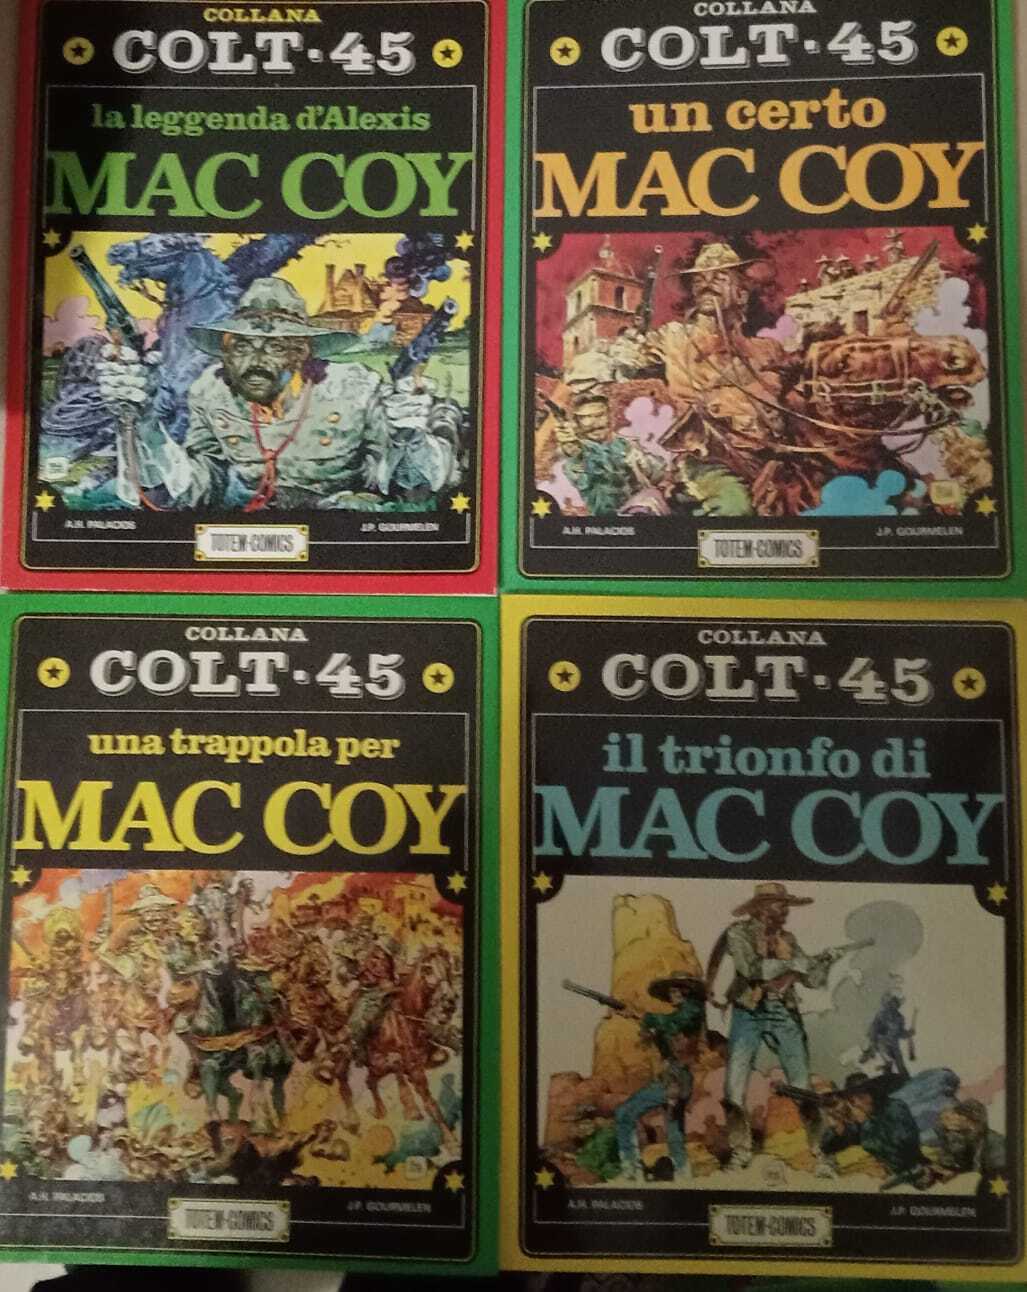 COLLANA
COLT·45
la leggenda d'Alexis
MAC COY
A.H. PALACIOS
J.P. GOURMELEN
TOTEM-COMICS
COLLANA
COLT·45
un certo
MAC COY
A.H. PALACIOS
J.P. GOURMELEN
TOTEM-COMICS
COLLANA
COLT·45
una trappola per
MAC COY
A.H. PALACIOS
J.P. GOURMELEN
TOTEM-COMICS
COLLANA
COLT·45
il trionfo di
MAC COY
A.H. PALACIOS
J.P. GOURMELEN
TOTEM-COMICS